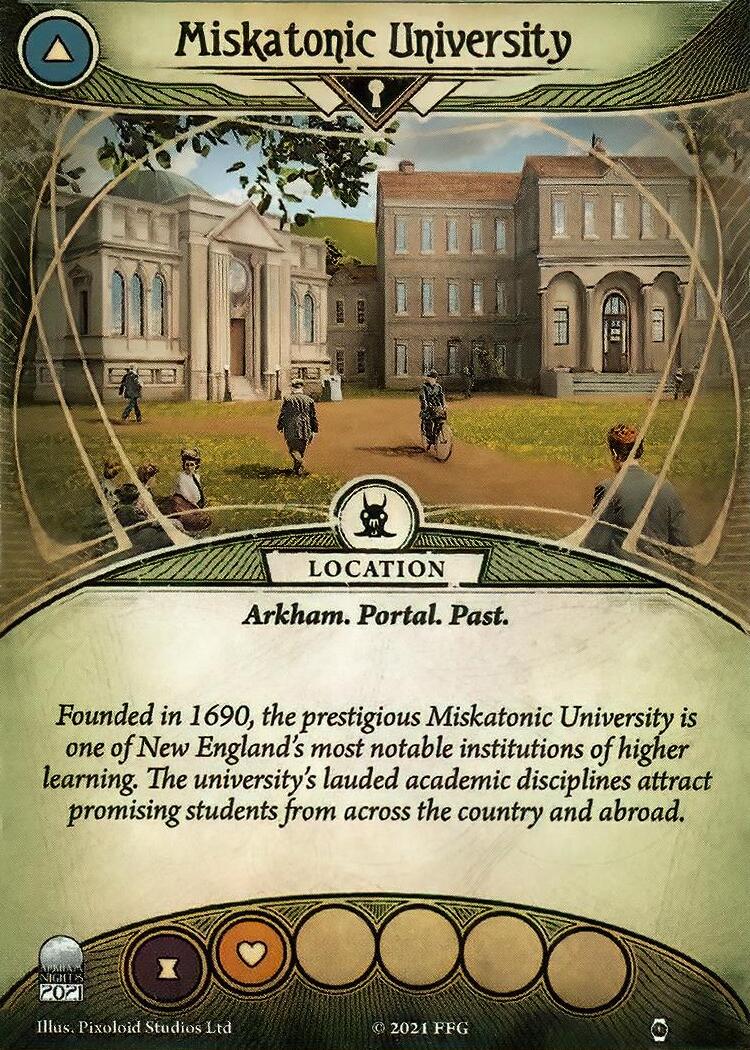 Miskatonic University
LOCATION
Arkham. Portal. Past.
Founded in 1690, the prestigious Miskatonic University is
one of New England's most notable institutions of higher
learning. The university's lauded academic disciplines attract
promising students from across the country and abroad.
ARKHAM
NIGHTS
2021
Illus. Pixoloid Studios Ltd
© 2021 FFG